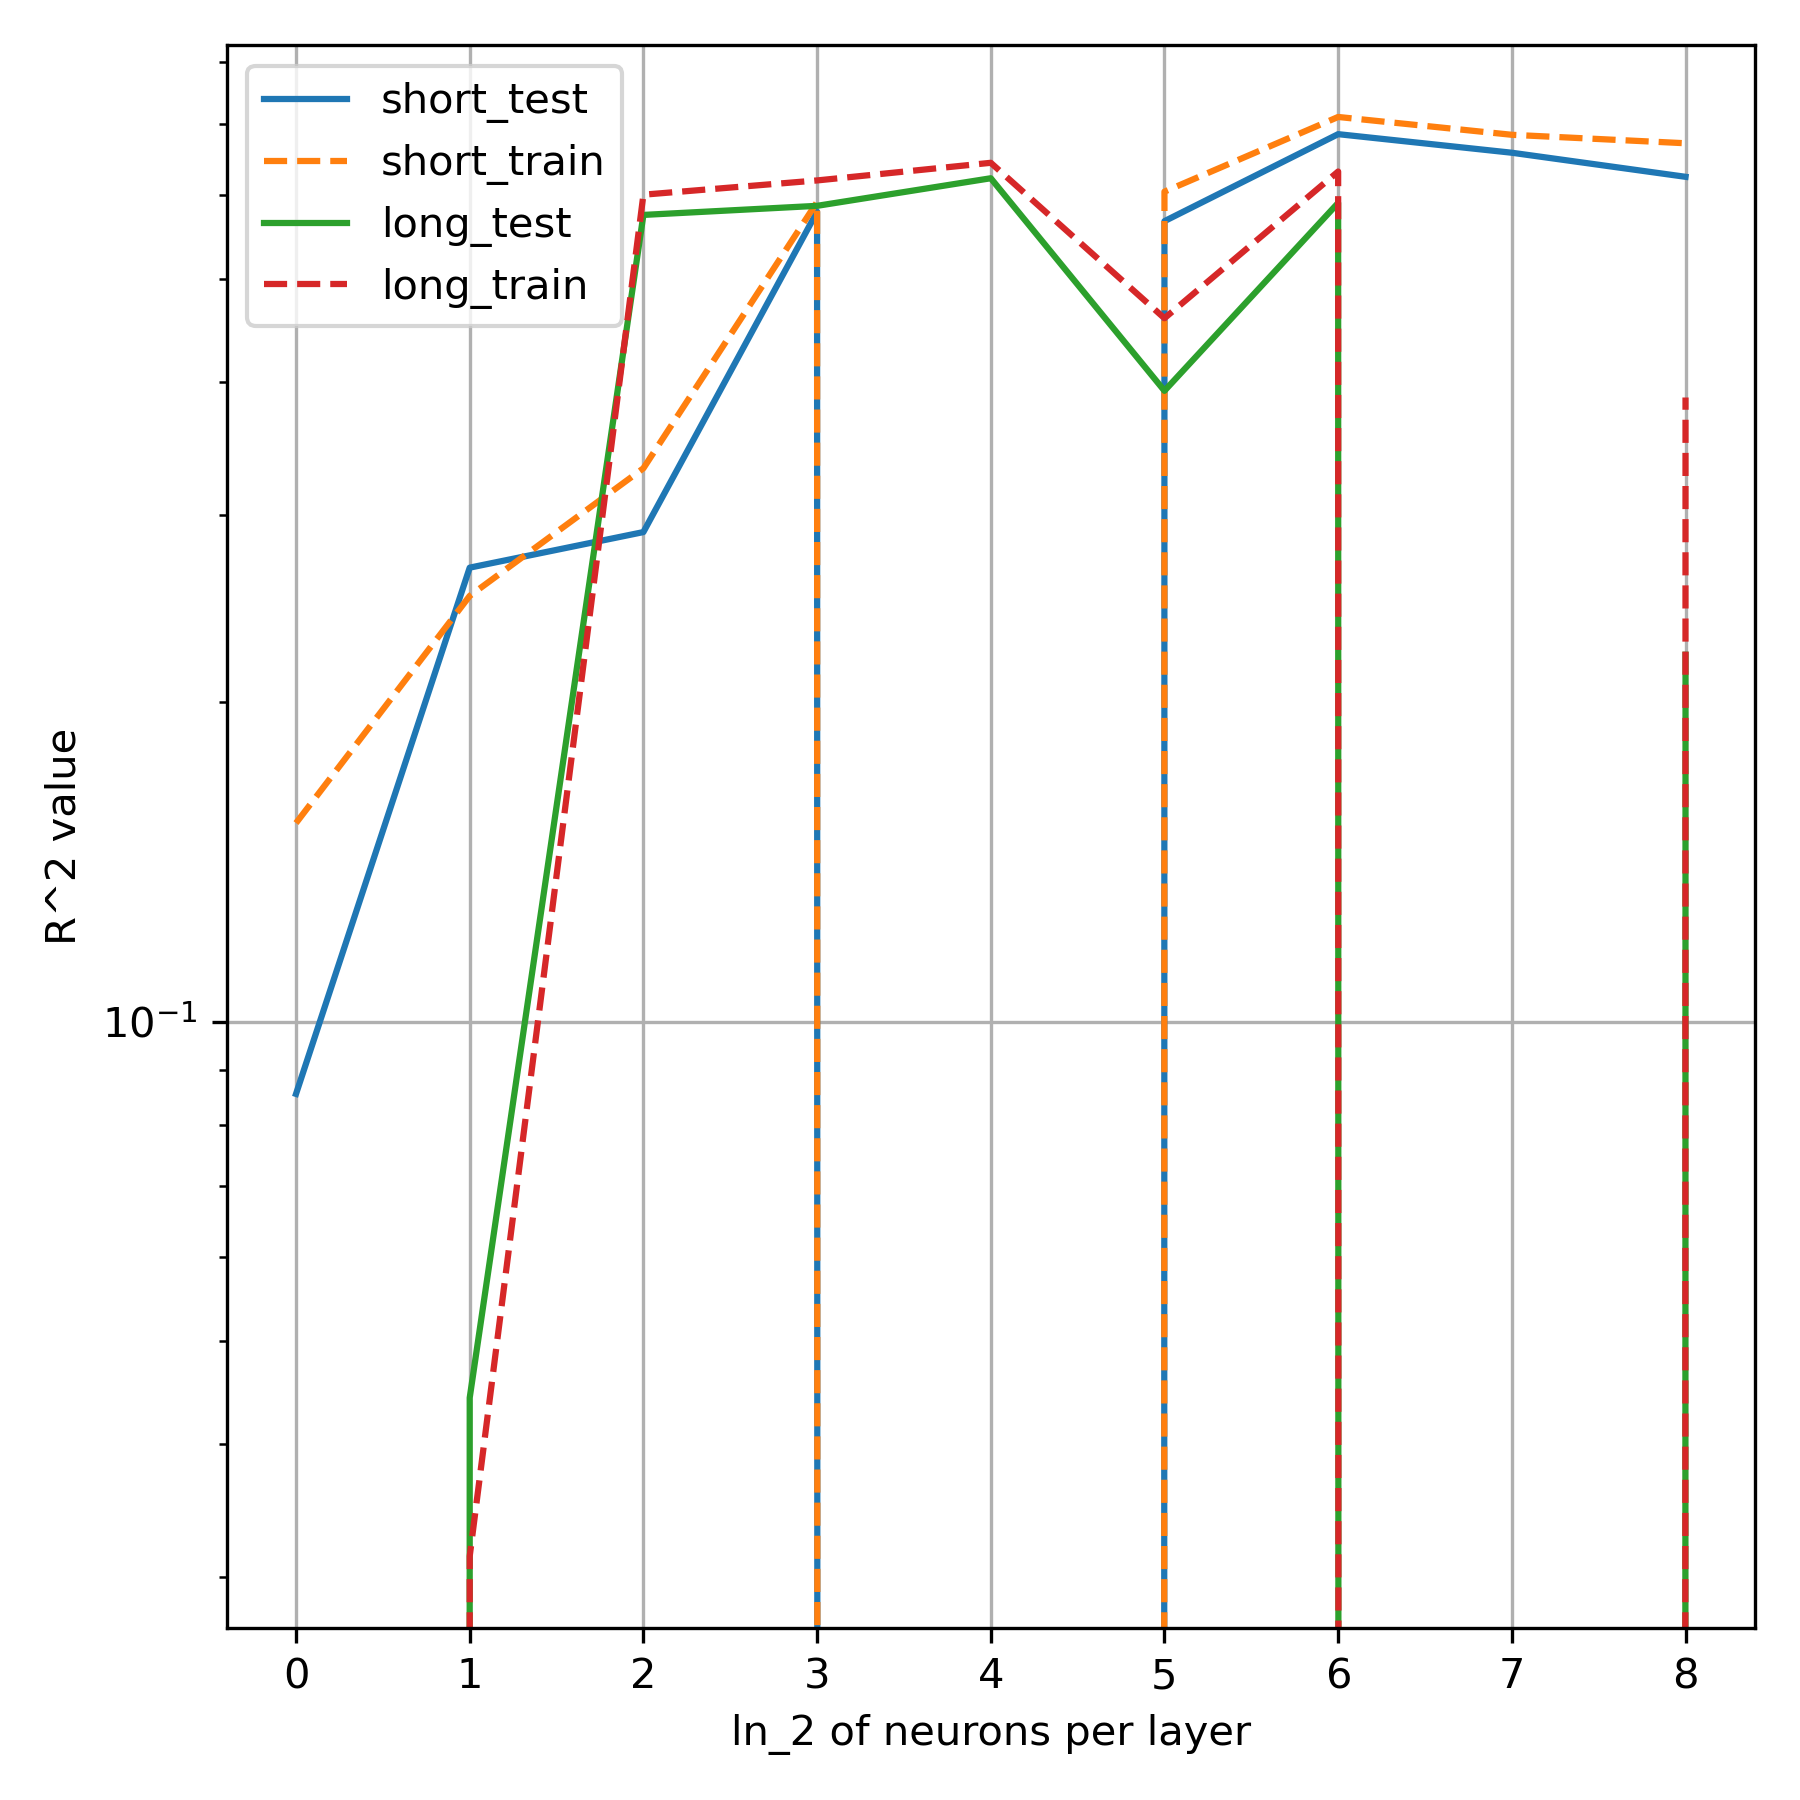 short_test
short_train
long_test
long_train
R^2 value
10⁻¹
0 1 2 3 4 5 6 7 8
ln_2 of neurons per layer